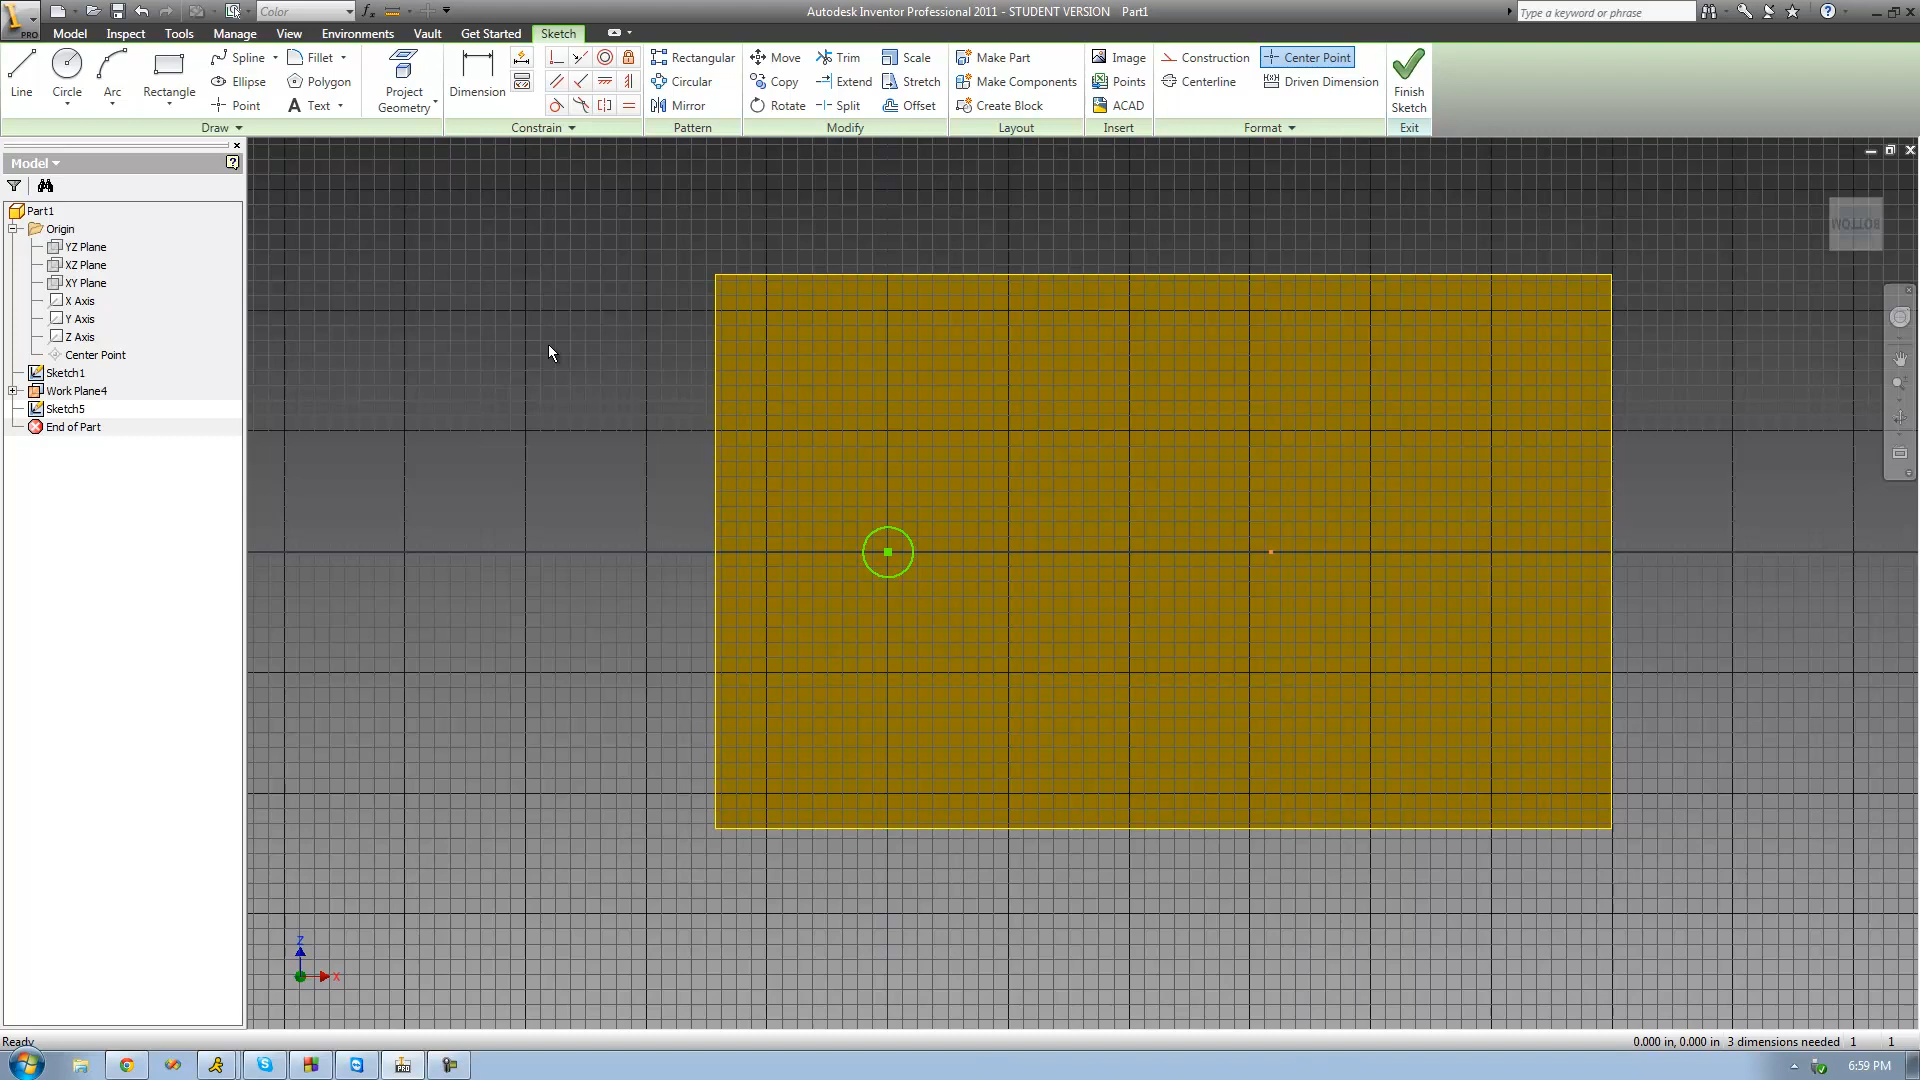 Color
Autodesk Inventor Professional 2011 - STUDENT VERSION Part1
Type a keyword or phrase
PRO
Model Inspect Tools Manage View Environments Vault Get Started Sketch
Line
Circle
Arc
Rectangle
Spline
Ellipse
Point
Fillet
Polygon
Text
Project Geometry
Dimension
Rectangular
Circular
Mirror
Move
Copy
Rotate
Trim
Extend
Split
Scale
Stretch
Offset
Make Part
Make Components
Create Block
Image
Points
ACAD
Construction
Centerline
Center Point
Driven Dimension
Finish Sketch
Draw Constrain Pattern Modify Layout Insert Format Exit
Model
Part1
Origin
YZ Plane
XZ Plane
XY Plane
X Axis
Y Axis
Z Axis
Center Point
Sketch1
Work Plane4
Sketch5
End of Part
BOTTOM
Z
X
Ready
0.000 in, 0.000 in 3 dimensions needed 1 1
PRO
6:59 PM